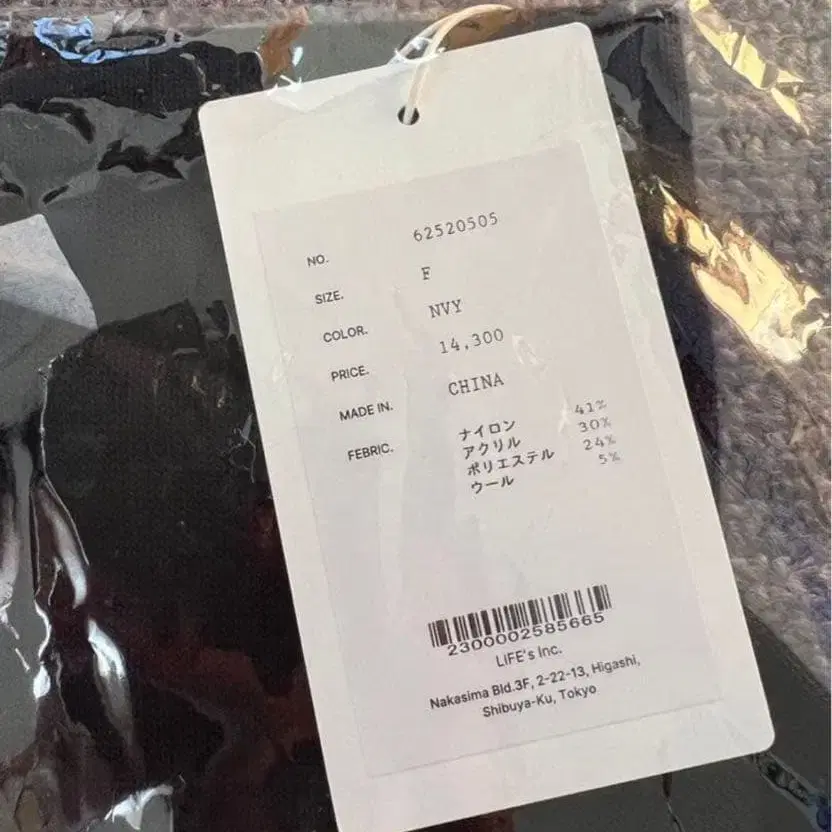 NO. 62520505
SIZE. F
COLOR. NVY
PRICE. 14,300
MADE IN. CHINA
FEBRIC. ナイロン 41%
アクリル 30%
ポリエステル 24%
ウール 5%
2300002585665
LiFE's Inc.
Nakasima Bld.3F, 2-22-13, Higashi,
Shibuya-Ku, Tokyo